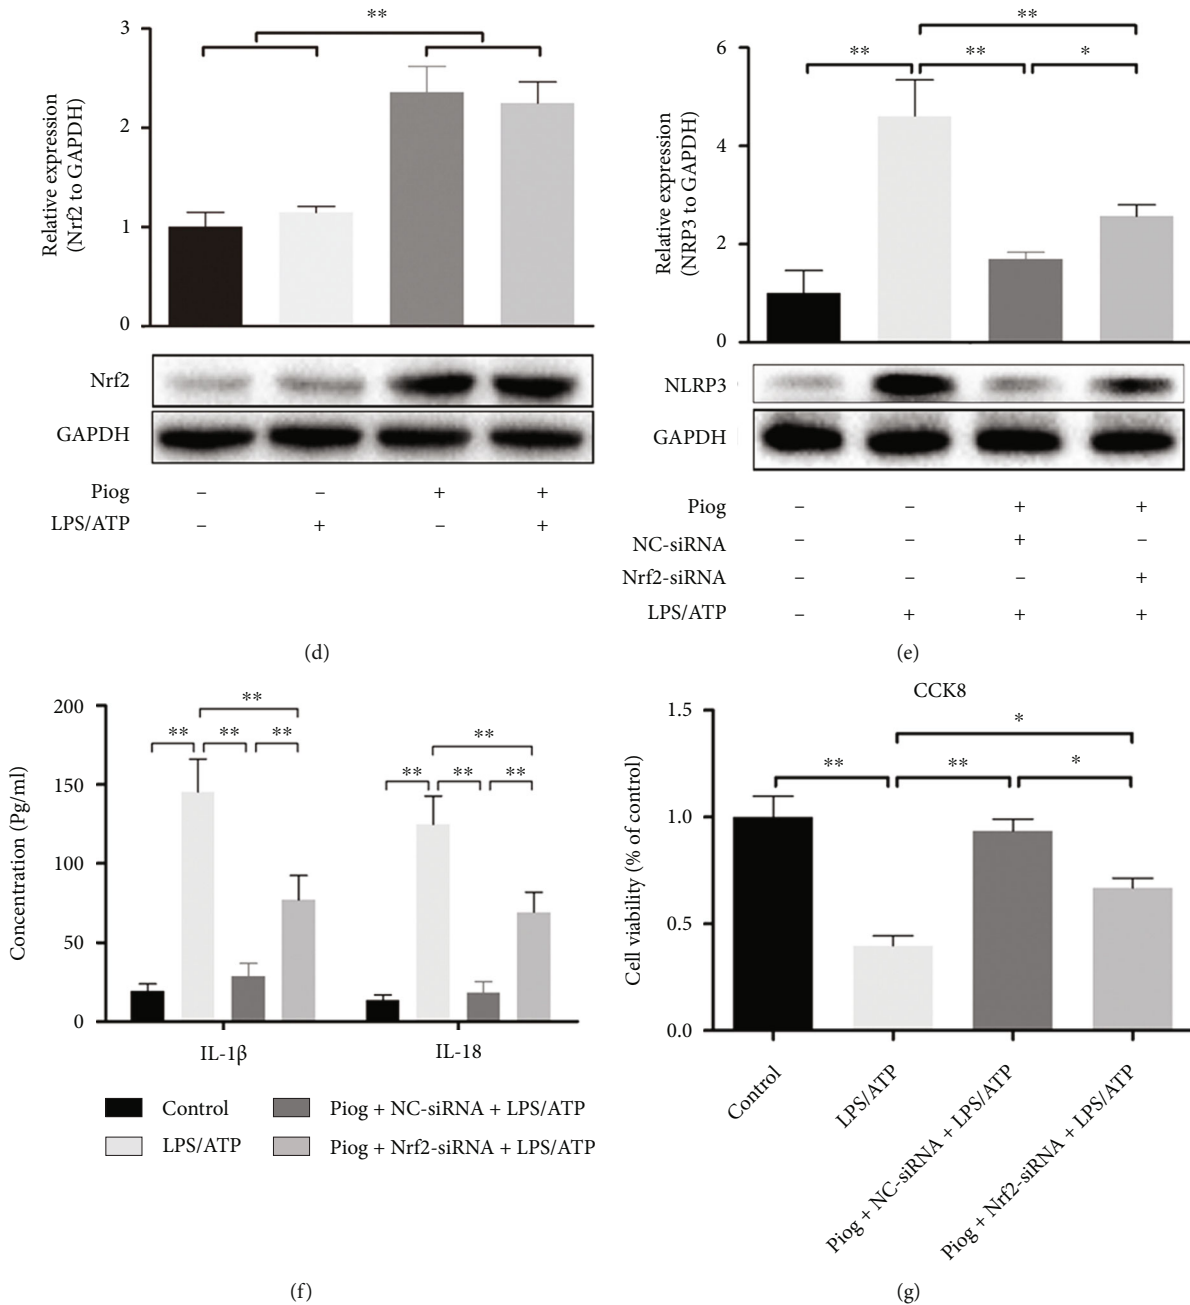 **
3
2
1
0
Relative expression
(Nrf2 to GAPDH)
Nrf2
GAPDH
Piog – – + +
LPS/ATP – + – +
(d)
**
** ** *
6
4
2
0
Relative expression
(NRP3 to GAPDH)
NLRP3
GAPDH
Piog – – + +
NC-siRNA – – + –
Nrf2-siRNA – – – +
LPS/ATP – + + +
(e)
200
150
100
50
0
Concentration (Pg/ml)
**
** ** **
**
** ** **
IL-1β IL-18
Control
LPS/ATP
Piog + NC-siRNA + LPS/ATP
Piog + Nrf2-siRNA + LPS/ATP
(f)
CCK8
1.5
1.0
0.5
0.0
Cell viability (% of control)
*
** ** *
Control
LPS/ATP
Piog + NC-siRNA + LPS/ATP
Piog + Nrf2-siRNA + LPS/ATP
(g)